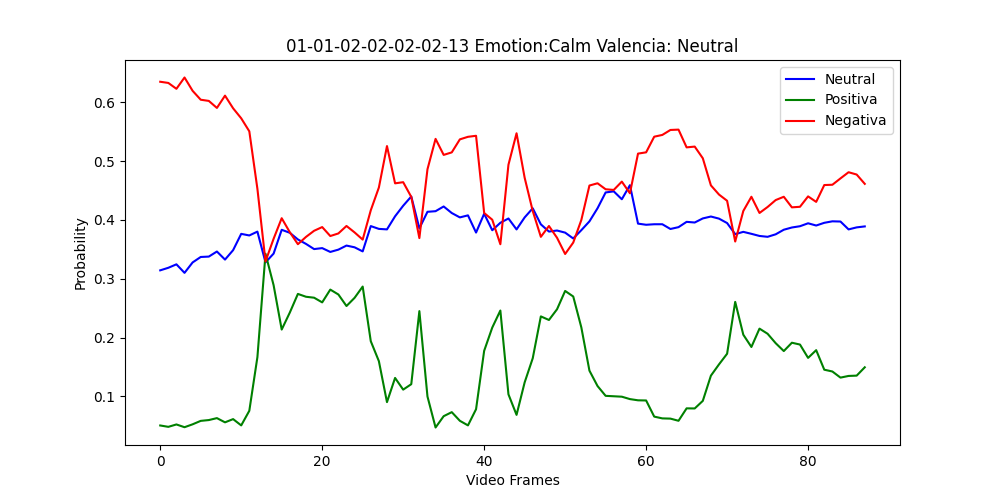 01-01-02-02-02-02-13 Emotion:Calm Valencia: Neutral
Neutral
Positiva
Negativa
Probability
0.6
0.5
0.4
0.3
0.2
0.1
0 20 40 60 80
Video Frames